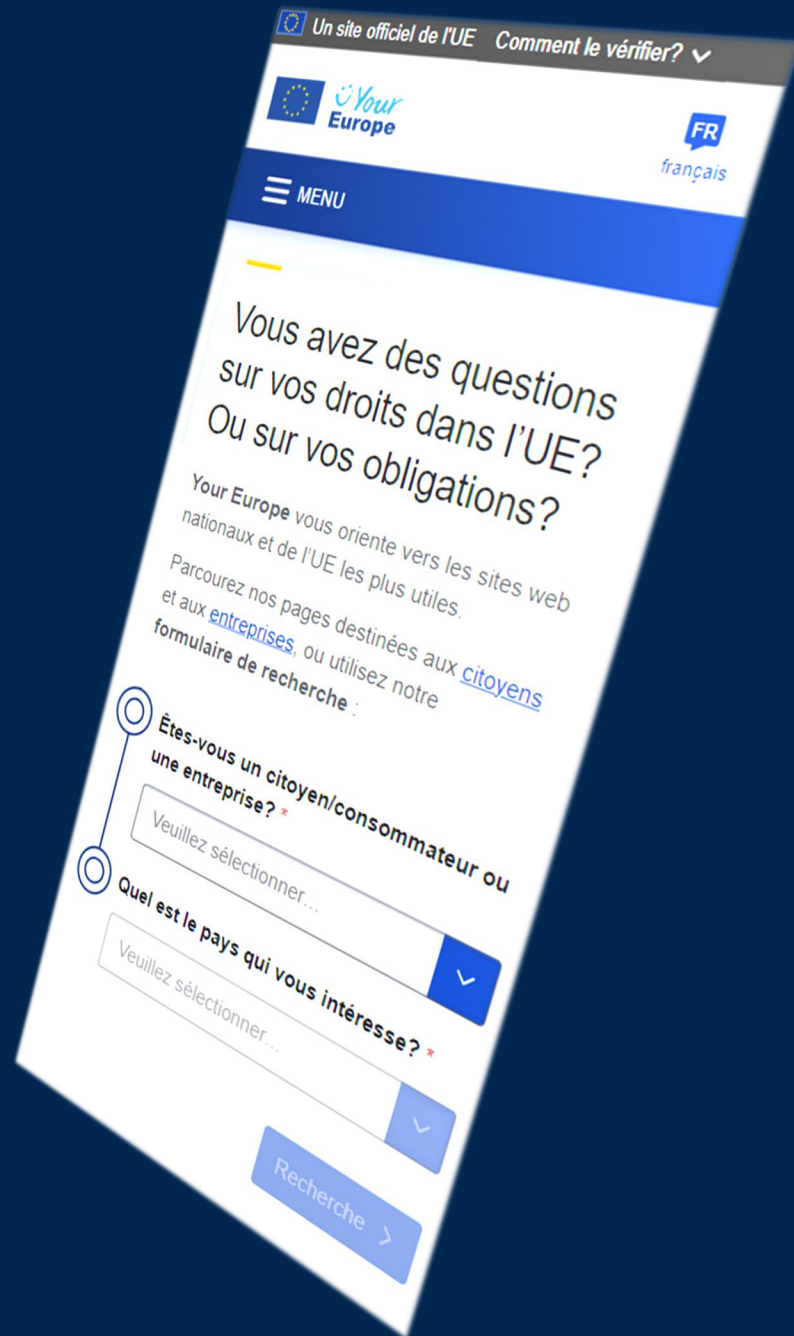 Un site officiel de l'UE Comment le vérifier?
Your
Europe
FR
français
MENU
Vous avez des questions
sur vos droits dans l’UE?
Ou sur vos obligations?
Your Europe vous oriente vers les sites web
nationaux et de l’UE les plus utiles.
Parcourez nos pages destinées aux citoyens
et aux entreprises, ou utilisez notre
formulaire de recherche :
Êtes-vous un citoyen/consommateur ou
une entreprise? *
Veuillez sélectionner...
Quel est le pays qui vous intéresse? *
Veuillez sélectionner...
Recherche